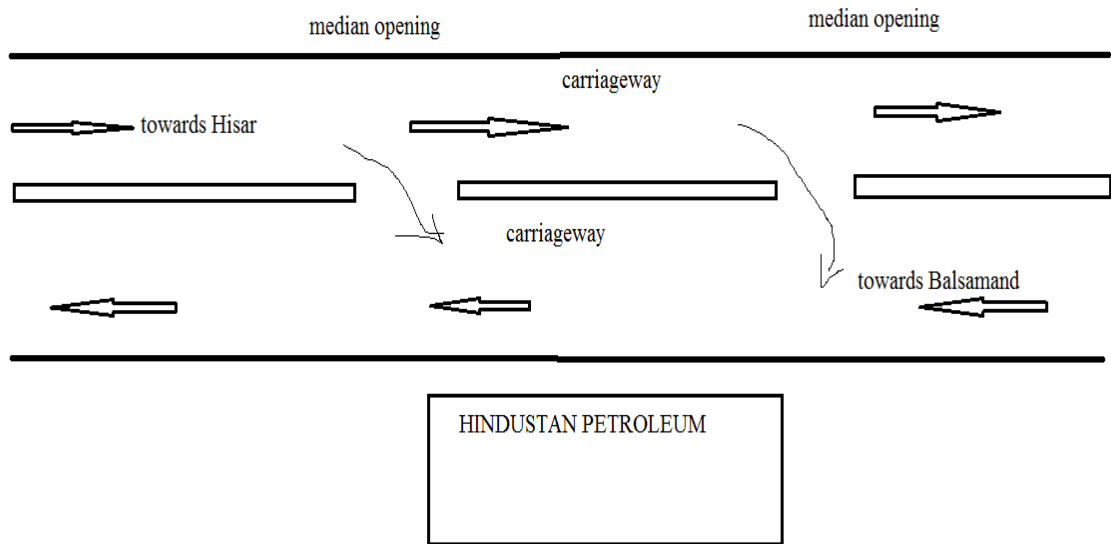 median opening
median opening
carriageway
towards Hisar
carriageway
towards Balsamand
HINDUSTAN PETROLEUM